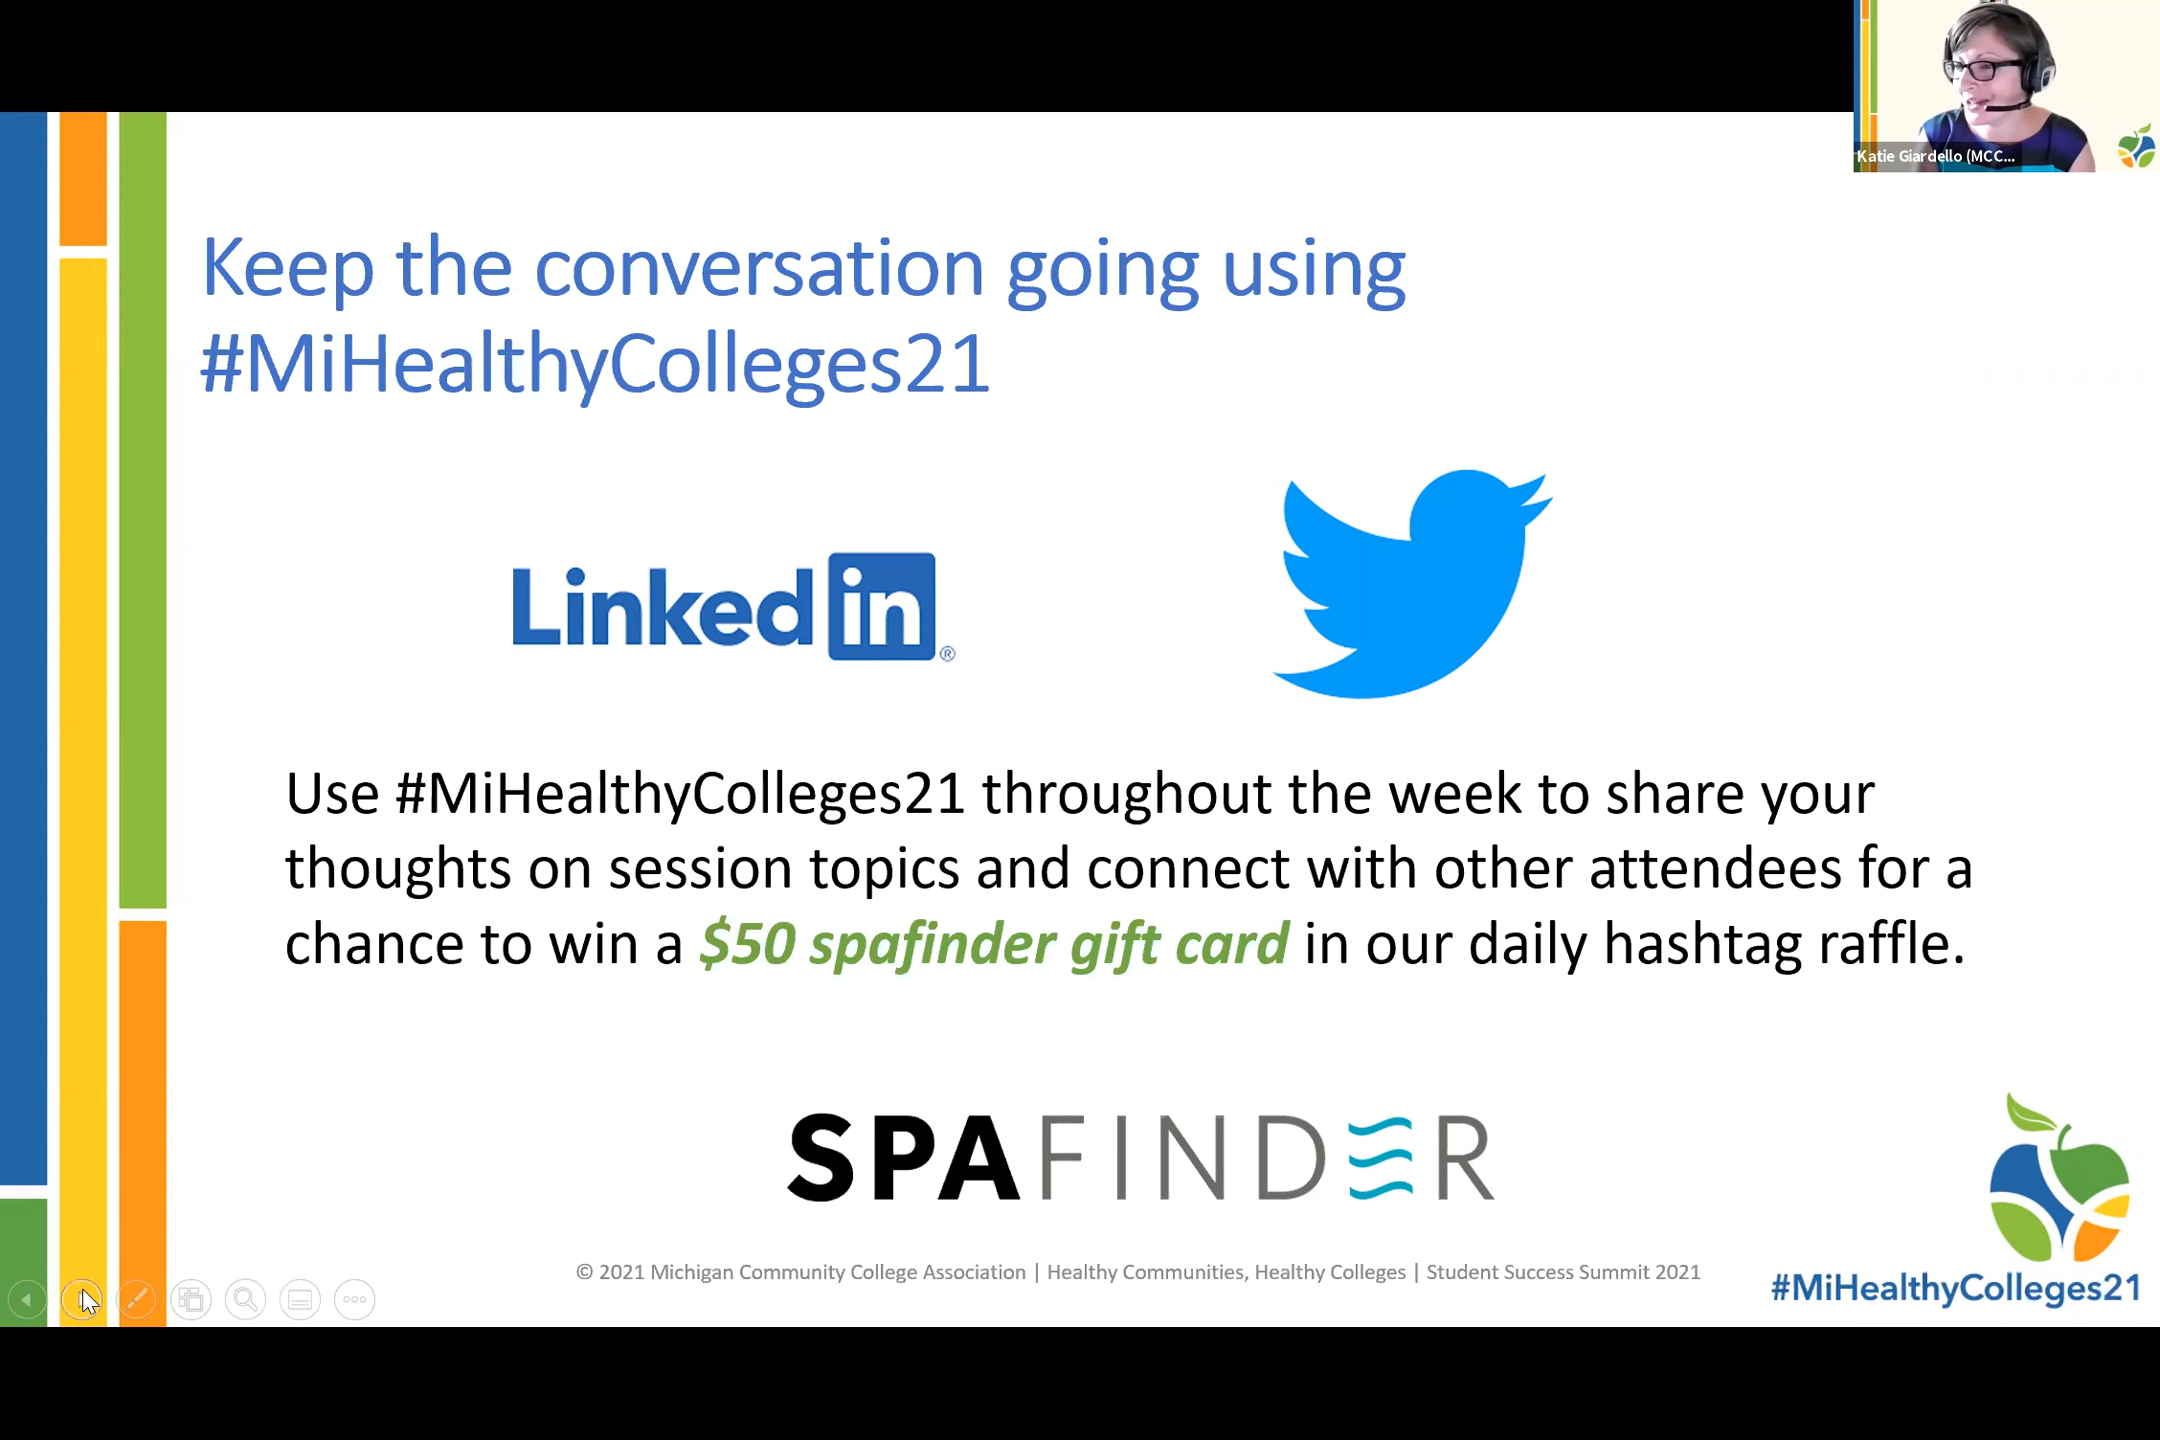 Katie Giardello (MCC...
Keep the conversation going using
#MiHealthyColleges21
Linked in ®
Use #MiHealthyColleges21 throughout the week to share your
thoughts on session topics and connect with other attendees for a
chance to win a $50 spafinder gift card in our daily hashtag raffle.
SPAFINDER
© 2021 Michigan Community College Association | Healthy Communities, Healthy Colleges | Student Success Summit 2021
#MiHealthyColleges21